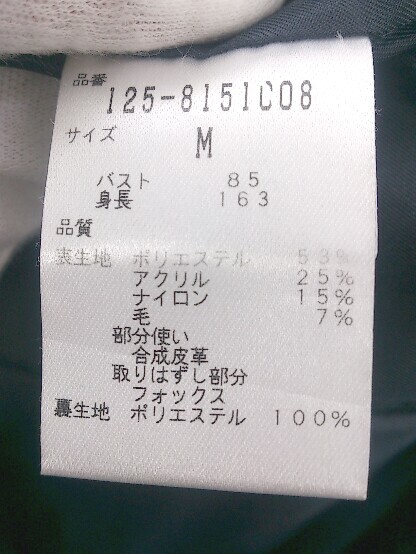 品番
125-8151C08
サイズ
M
バスト 85
身長 163
品質
表生地 ポリエステル 53%
アクリル 25%
ナイロン 15%
毛 7%
部分使い
合成皮革
取りはずし部分
フォックス
裏生地 ポリエステル 100%